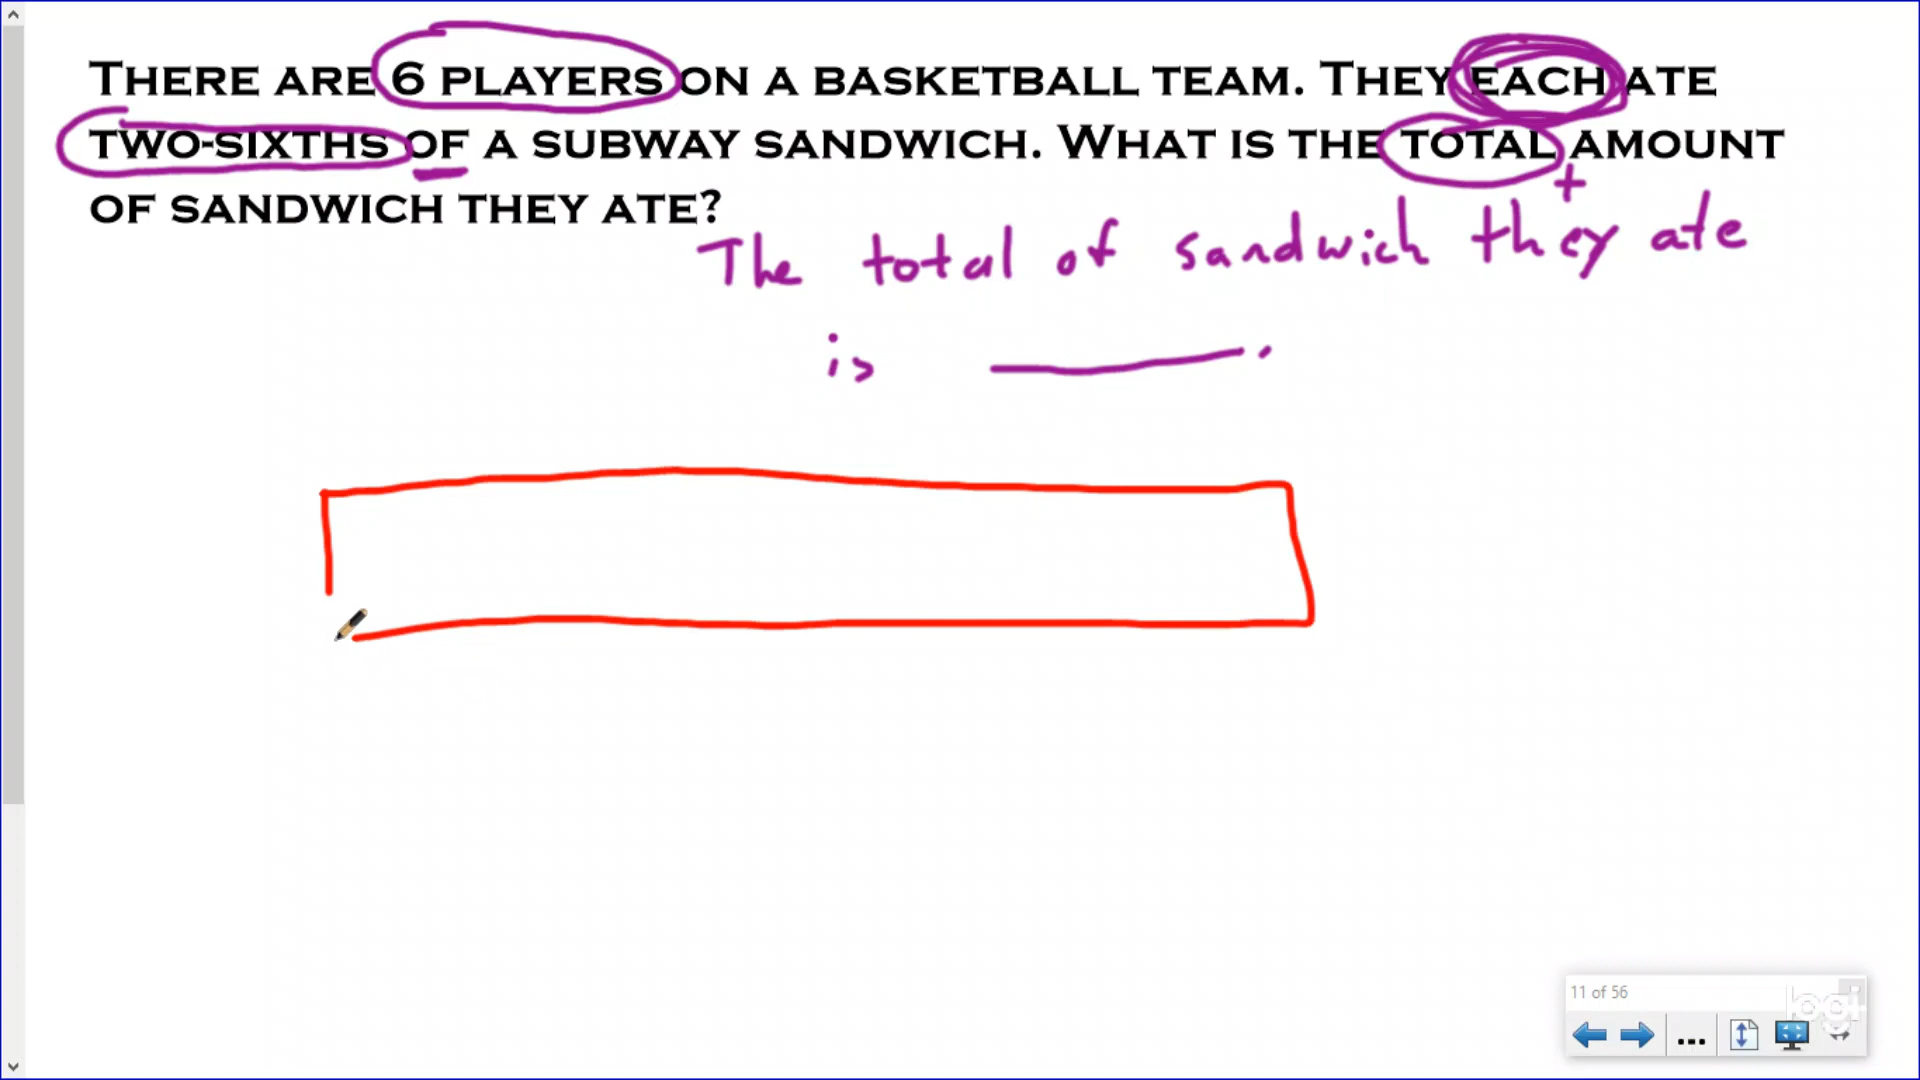 THERE ARE 6 PLAYERS ON A BASKETBALL TEAM. THEY EACH ATE
TWO-SIXTHS OF A SUBWAY SANDWICH. WHAT IS THE TOTAL AMOUNT
OF SANDWICH THEY ATE?
+
The total of sandwich they ate
is ______.
11 of 56
logi
...